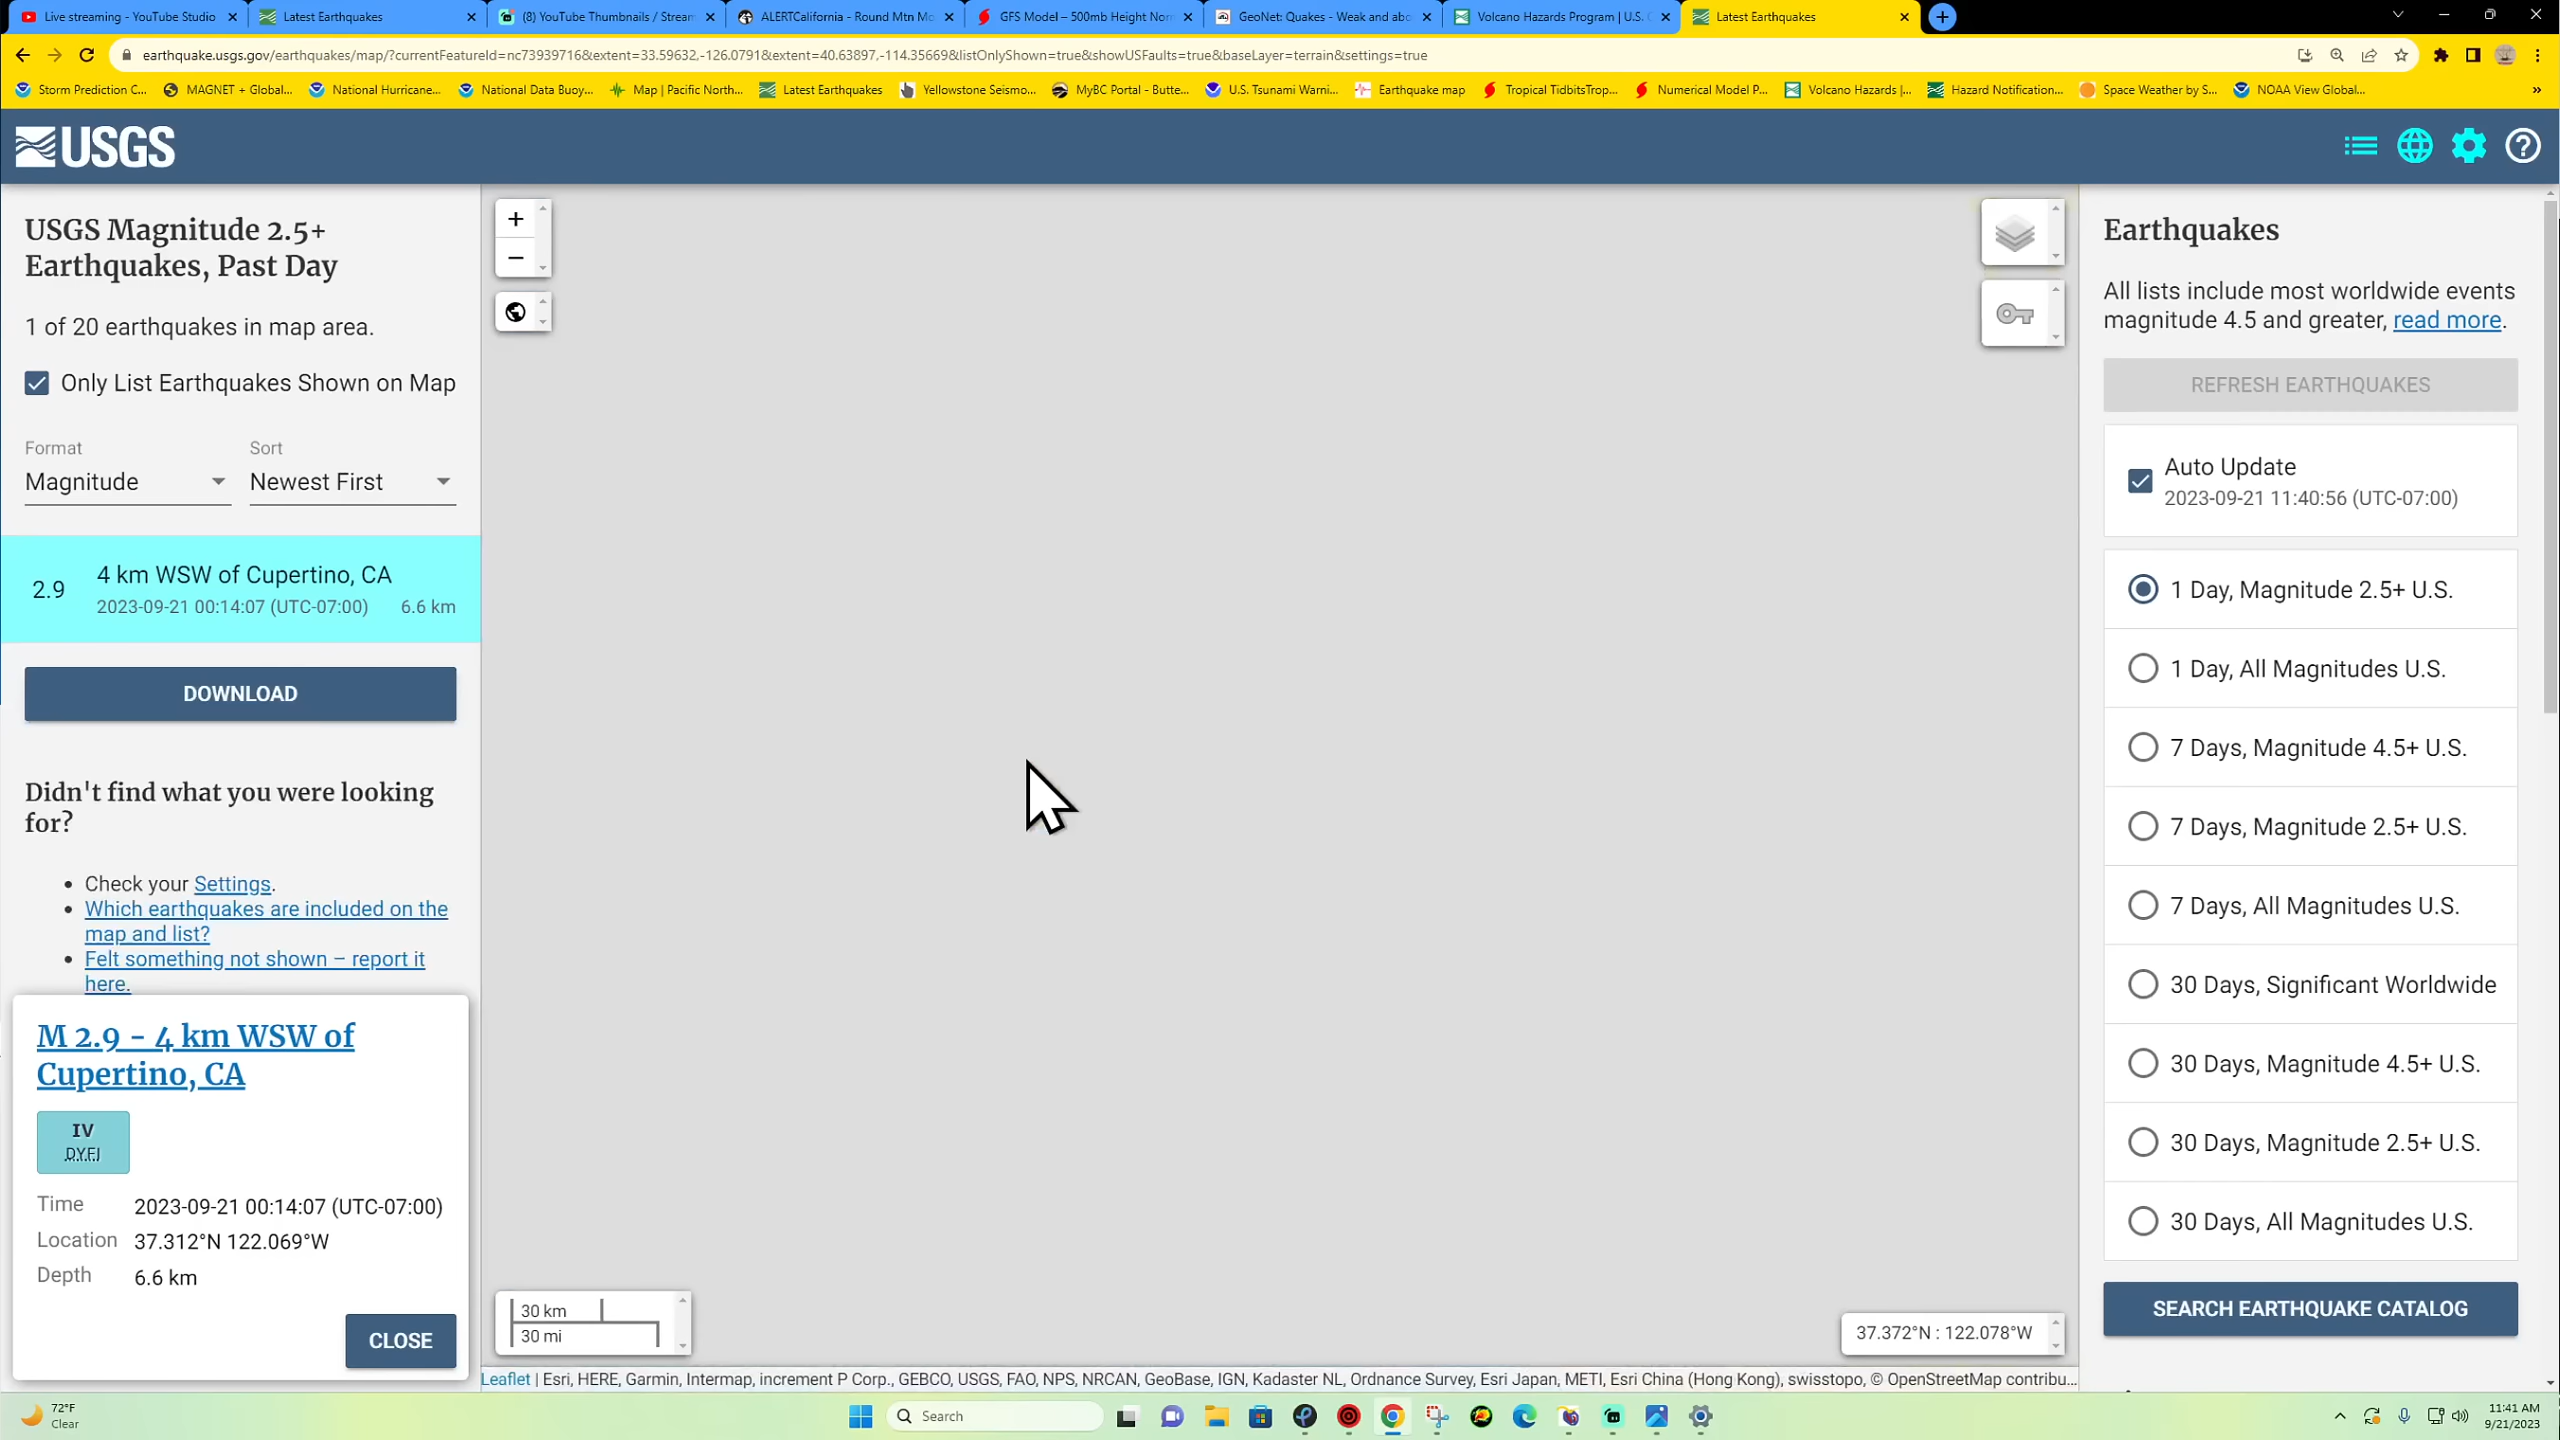 Live streaming - YouTube Studio
Latest Earthquakes
(8) YouTube Thumbnails / Stream
ALERTCalifornia - Round Mtn Mo
GFS Model – 500mb Height Nor
GeoNet: Quakes - Weak and abo
Volcano Hazards Program | U.S. G
Latest Earthquakes
earthquake.usgs.gov/earthquakes/map/?currentFeatureId=nc73939716&extent=33.59632,-126.0791&extent=40.63897,-114.35669&listOnlyShown=true&showUSFaults=true&baseLayer=terrain&settings=true
Storm Prediction C...
MAGNET + Global...
National Hurricane...
National Data Buoy...
Map | Pacific North...
Latest Earthquakes
Yellowstone Seismo...
MyBC Portal - Butte...
U.S. Tsunami Warni...
Earthquake map
Tropical TidbitsTrop...
Numerical Model P...
Volcano Hazards |...
Hazard Notification...
Space Weather by S...
NOAA View Global...
USGS
USGS Magnitude 2.5+
Earthquakes, Past Day
1 of 20 earthquakes in map area.
Only List Earthquakes Shown on Map
Format
Sort
Magnitude
Newest First
2.9
4 km WSW of Cupertino, CA
2023-09-21 00:14:07 (UTC-07:00)
6.6 km
DOWNLOAD
Didn't find what you were looking
for?
• Check your Settings.
• Which earthquakes are included on the
map and list?
• Felt something not shown – report it
here.
M 2.9 - 4 km WSW of
Cupertino, CA
IV
DYFI
Time 2023-09-21 00:14:07 (UTC-07:00)
Location 37.312°N 122.069°W
Depth 6.6 km
CLOSE
+
−
30 km
30 mi
37.372°N : 122.078°W
Leaflet | Esri, HERE, Garmin, Intermap, increment P Corp., GEBCO, USGS, FAO, NPS, NRCAN, GeoBase, IGN, Kadaster NL, Ordnance Survey, Esri Japan, METI, Esri China (Hong Kong), swisstopo, © OpenStreetMap contribu...
Earthquakes
All lists include most worldwide events
magnitude 4.5 and greater, read more.
REFRESH EARTHQUAKES
Auto Update
2023-09-21 11:40:56 (UTC-07:00)
1 Day, Magnitude 2.5+ U.S.
1 Day, All Magnitudes U.S.
7 Days, Magnitude 4.5+ U.S.
7 Days, Magnitude 2.5+ U.S.
7 Days, All Magnitudes U.S.
30 Days, Significant Worldwide
30 Days, Magnitude 4.5+ U.S.
30 Days, Magnitude 2.5+ U.S.
30 Days, All Magnitudes U.S.
SEARCH EARTHQUAKE CATALOG
72°F
Clear
Search
11:41 AM
9/21/2023